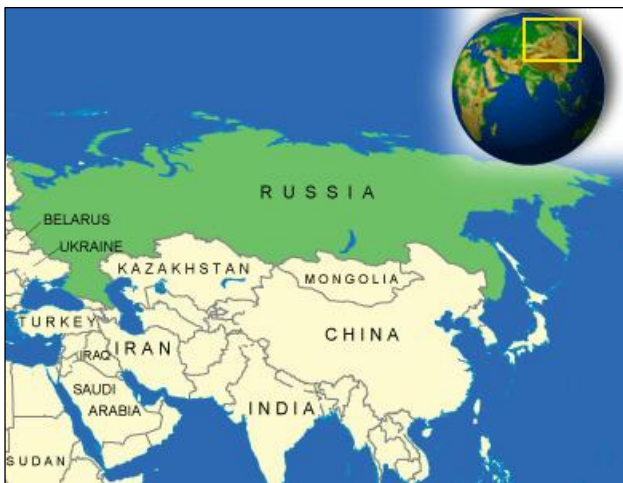 RUSSIA
BELARUS
UKRAINE
KAZAKHSTAN
MONGOLIA
TURKEY
IRAN
CHINA
IRAQ
SAUDI
ARABIA
INDIA
SUDAN